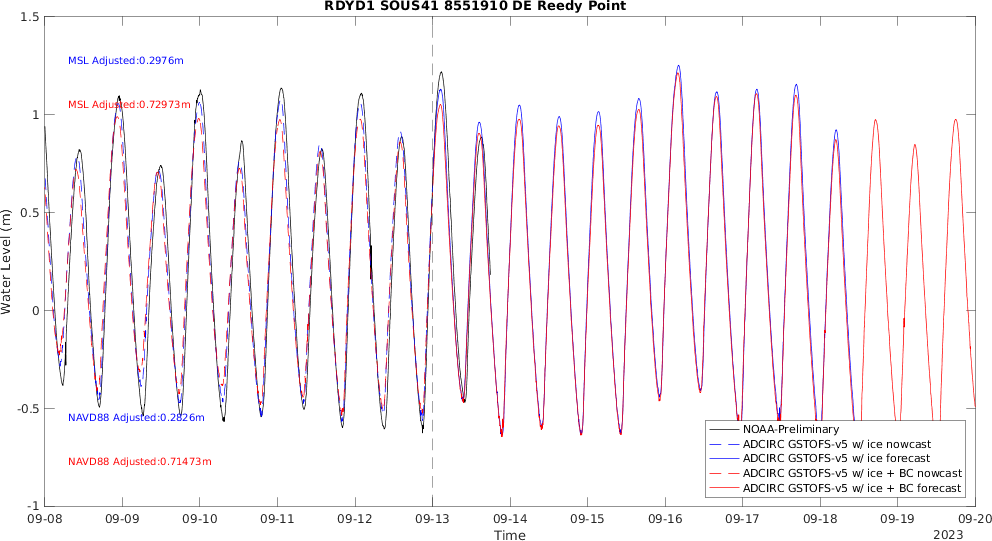 RDYD1 SOUS41 8551910 DE Reedy Point
1.5
1
0.5
0
-0.5
-1
Water Level (m)
MSL Adjusted:0.2976m
MSL Adjusted:0.72973m
NAVD88 Adjusted:0.2826m
NAVD88 Adjusted:0.71473m
NOAA-Preliminary
ADCIRC GSTOFS-v5 w/ ice nowcast
ADCIRC GSTOFS-v5 w/ ice forecast
ADCIRC GSTOFS-v5 w/ ice + BC nowcast
ADCIRC GSTOFS-v5 w/ ice + BC forecast
09-08 09-09 09-10 09-11 09-12 09-13 09-14 09-15 09-16 09-17 09-18 09-19 09-20
Time
2023